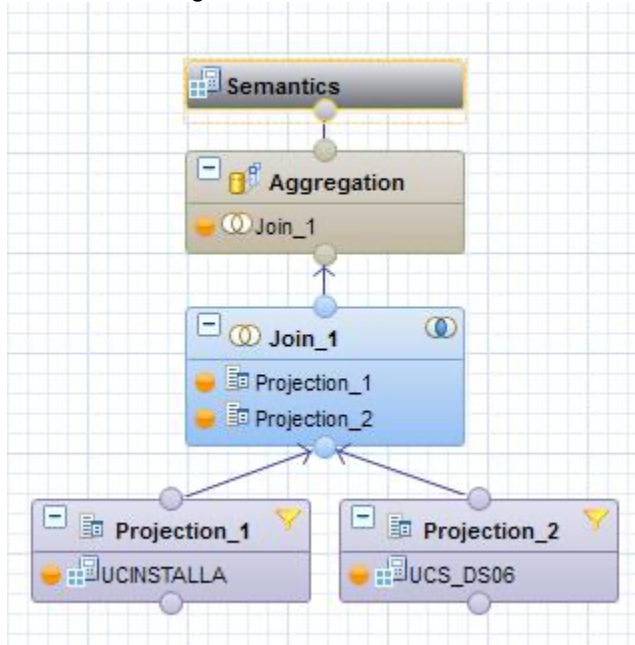 Semantics
Aggregation
Join_1
Join_1
Projection_1
Projection_2
Projection_1
UCINSTALLA
Projection_2
UCS_DS06